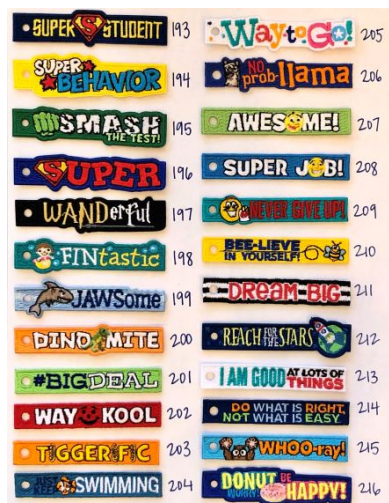 SUPER S STUDENT 193
SUPER BEHAVIOR 194
SMASH THE TEST! 195
SUPER 196
WANDerful 197
FINtastic 198
JAWSome 199
DINOMITE 200
#BIGDEAL 201
WAY KOOL 202
TIGGERIFIC 203
JUST KEEP SWIMMING 204
Way to Go! 205
NO prob-llama 206
AWESOME! 207
SUPER JOB! 208
NEVER GIVE UP! 209
BEE-LIEVE
IN YOURSELF! 210
DREAM BIG 211
REACH FOR THE STARS 212
I AM GOOD AT LOTS OF THINGS 213
DO WHAT IS RIGHT,
NOT WHAT IS EASY 214
WHOO-ray! 215
DONUT BE
WORRY! HAPPY! 216